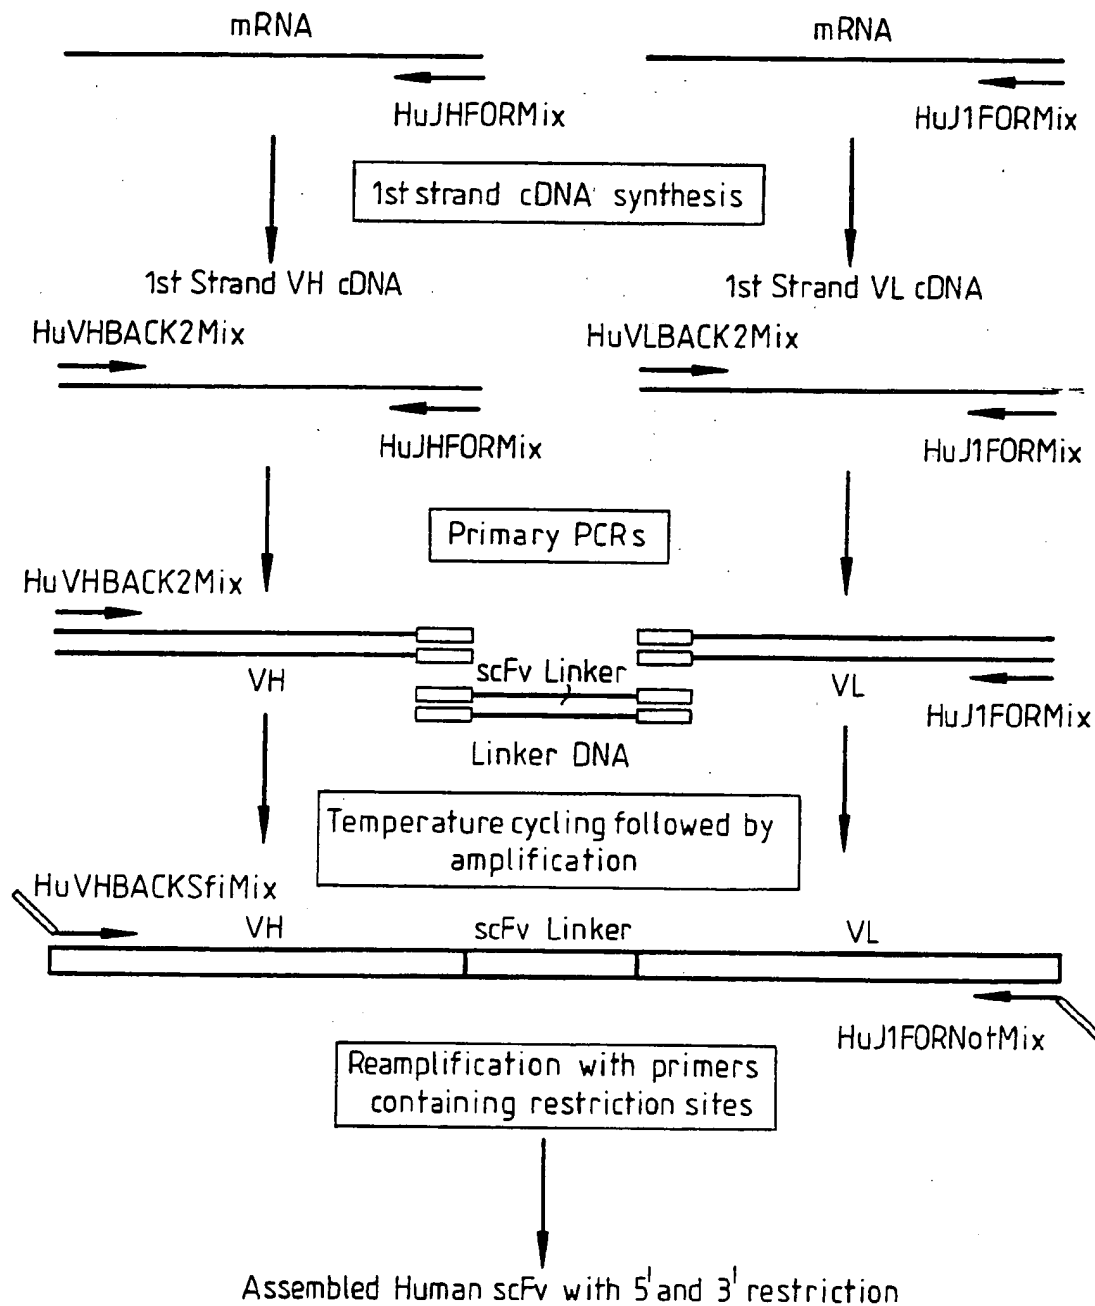 mRNA
mRNA
HuJHFORMix
HuJ1FORMix
1st strand cDNA synthesis
1st Strand VH cDNA
1st Strand VL cDNA
HuVHBACK2Mix
HuVLBACK2Mix
HuJHFORMix
HuJ1FORMix
Primary PCRs
HuVHBACK2Mix
VH
scFv Linker
VL
HuJ1FORMix
Linker DNA
Temperature cycling followed by
amplification
HuVHBACKSfiMix
VH
scFv Linker
VL
HuJ1FORNotMix
Reamplification with primers
containing restriction sites
Assembled Human scFv with 5' and 3' restriction